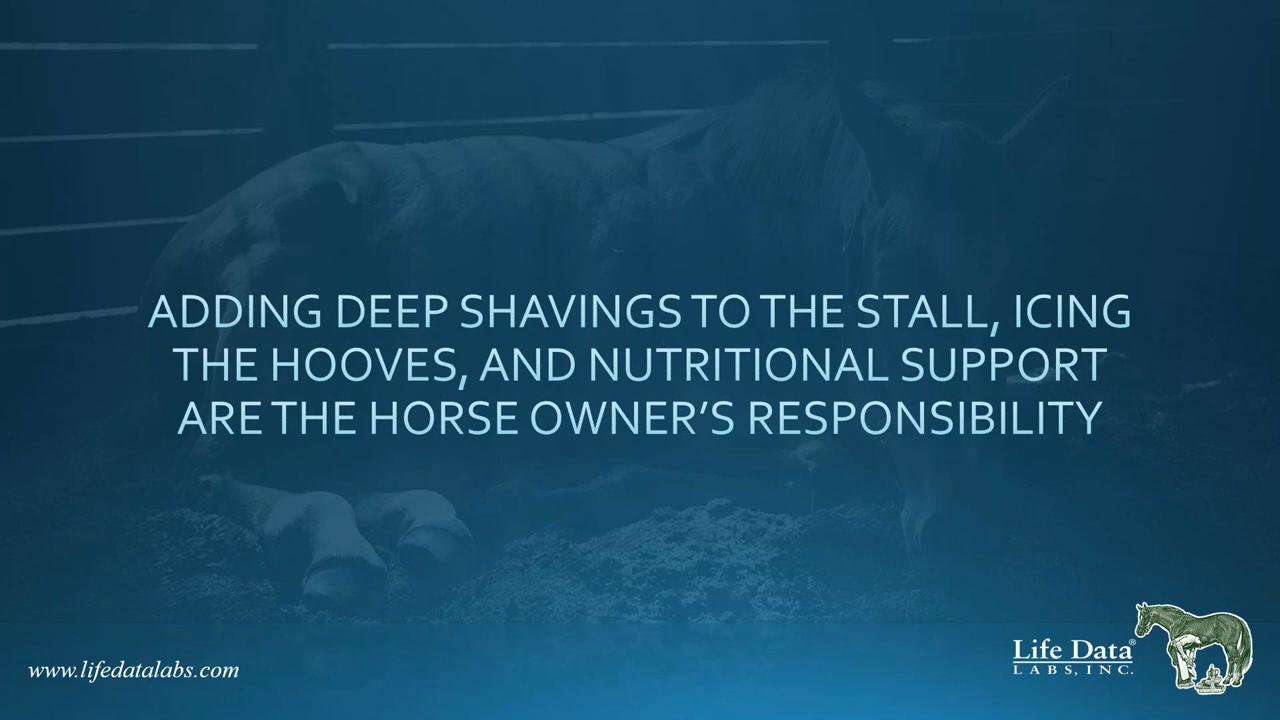 ADDING DEEP SHAVINGS TO THE STALL, ICING
THE HOOVES, AND NUTRITIONAL SUPPORT
ARE THE HORSE OWNER’S RESPONSIBILITY
www.lifedatalabs.com
Life Data®
LABS, INC.